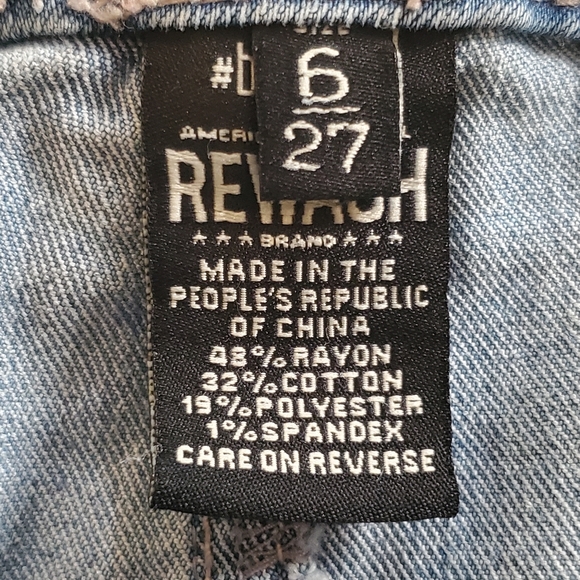 SIZE
#b
6
27
REWASH
★★★ BRAND ★★★
MADE IN THE
PEOPLE'S REPUBLIC
OF CHINA
48% RAYON
32% COTTON
19% POLYESTER
1% SPANDEX
CARE ON REVERSE